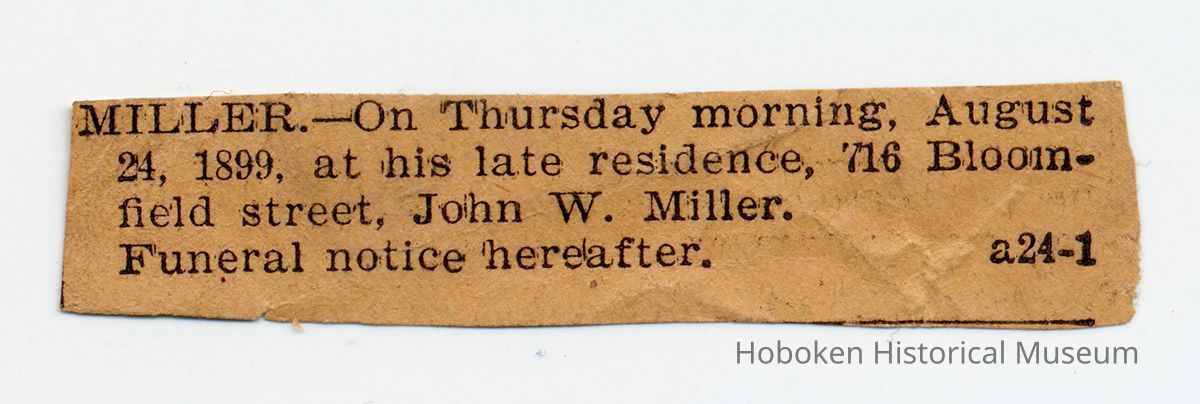 MILLER.—On Thursday morning, August
24, 1899, at his late residence, 716 Bloom-
field street, John W. Miller.
Funeral notice hereafter. a24-1
Hoboken Historical Museum